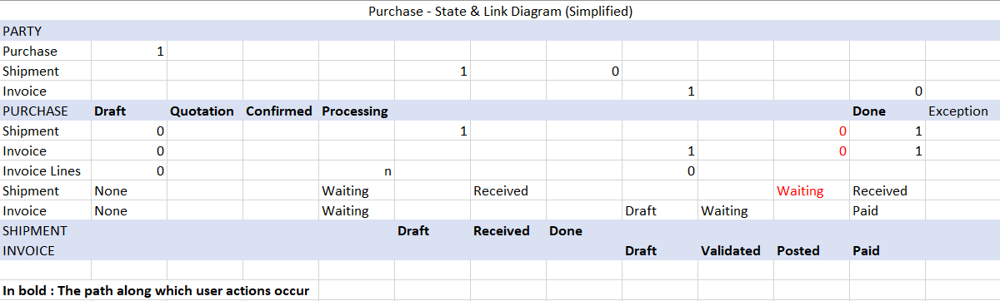 Purchase - State & Link Diagram (Simplified)
PARTY
Purchase 1
Shipment 1 0
Invoice 1 0
PURCHASE Draft Quotation Confirmed Processing Done Exception
Shipment 0 1 0 1
Invoice 0 1 0 1
Invoice Lines 0 n 0
Shipment None Waiting Received Waiting Received
Invoice None Waiting Draft Waiting Paid
SHIPMENT Draft Received Done
INVOICE Draft Validated Posted Paid
In bold : The path along which user actions occur